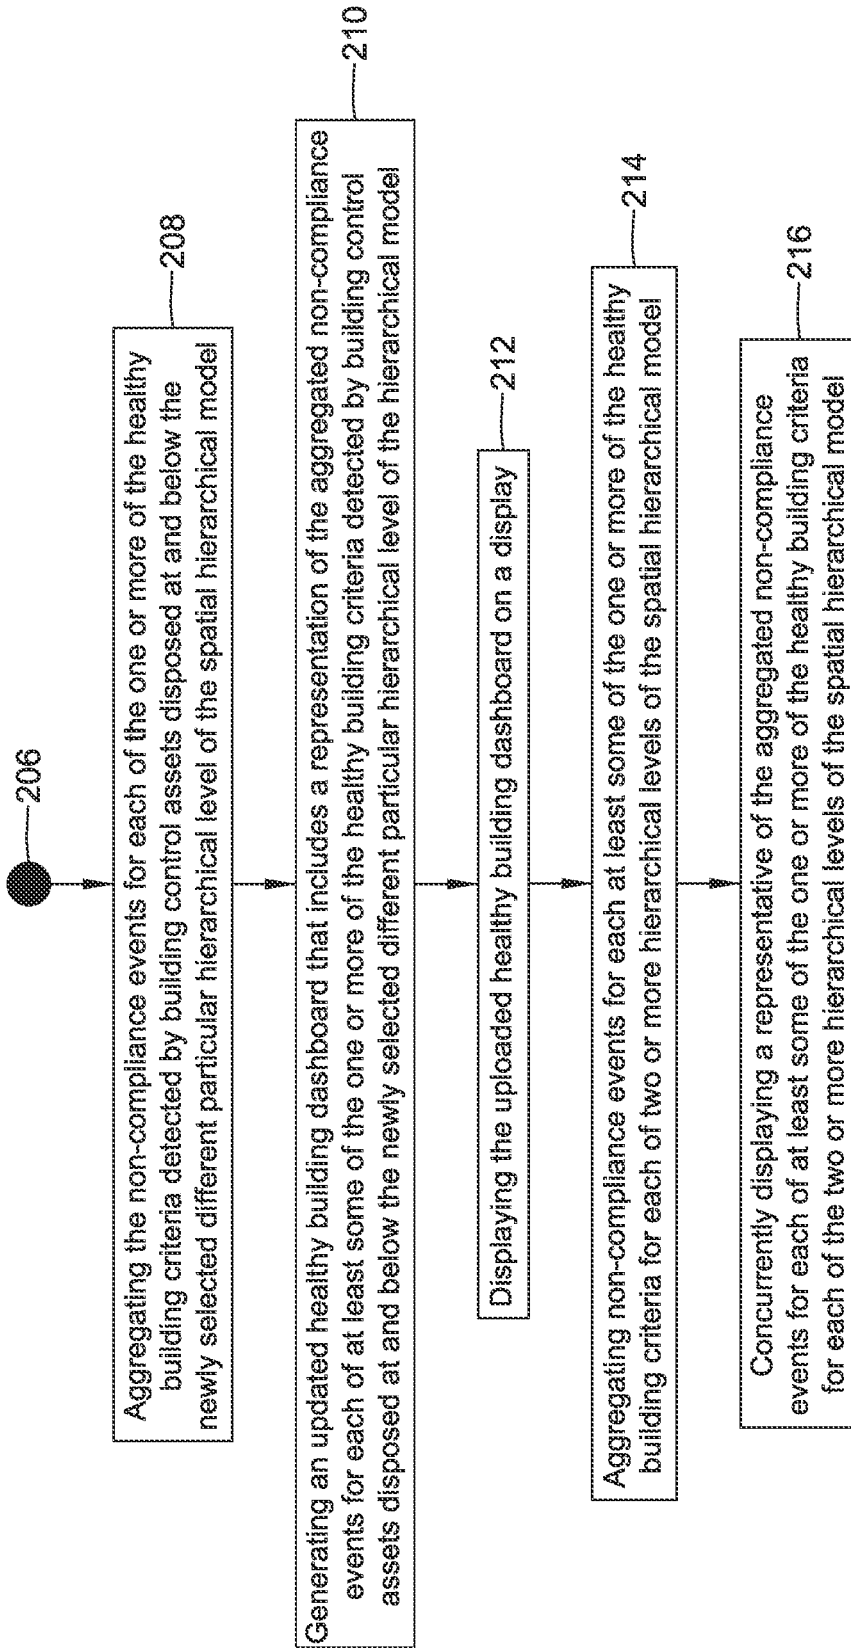 206
208
Aggregating the non-compliance events for each of the one or more of the healthy
building criteria detected by building control assets disposed at and below the
newly selected different particular hierarchical level of the spatial hierarchical model
210
Generating an updated healthy building dashboard that includes a representation of the aggregated non-compliance
events for each of at least some of the one or more of the healthy building criteria detected by building control
assets disposed at and below the newly selected different particular hierarchical level of the hierarchical model
212
Displaying the uploaded healthy building dashboard on a display
214
Aggregating non-compliance events for each at least some of the one or more of the healthy
building criteria for each of two or more hierarchical levels of the spatial hierarchical model
216
Concurrently displaying a representative of the aggregated non-compliance
events for each of at least some of the one or more of the healthy building criteria
for each of the two or more hierarchical levels of the spatial hierarchical model